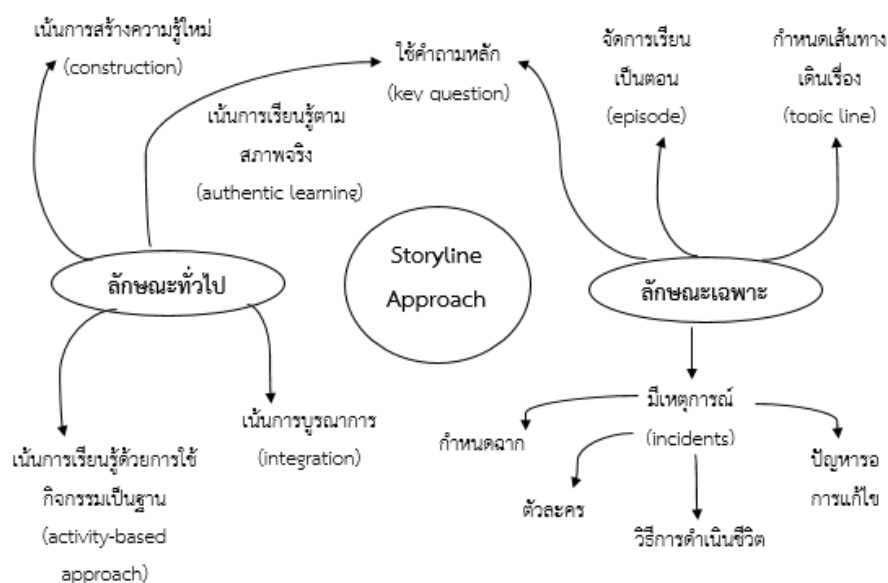 เน้นการสร้างความรู้ใหม่
(construction)
ใช้คำถามหลัก
(key question)
จัดการเรียน
เป็นตอน
(episode)
กำหนดเส้นทาง
เดินเรื่อง
(topic line)
เน้นการเรียนรู้ตาม
สภาพจริง
(authentic learning)
Storyline
Approach
ลักษณะทั่วไป
ลักษณะเฉพาะ
เน้นการเรียนรู้ด้วยการใช้
กิจกรรมเป็นฐาน
(activity-based
approach)
เน้นการบูรณาการ
(integration)
มีเหตุการณ์
(incidents)
กำหนดฉาก
ตัวละคร
วิธีการดำเนินชีวิต
ปัญหารอ
การแก้ไข